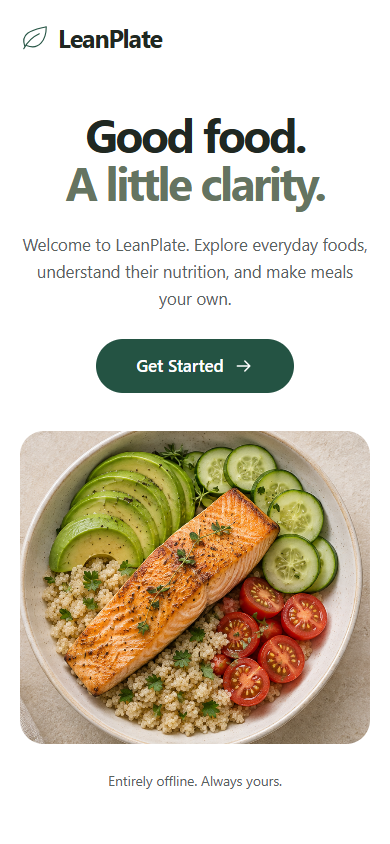 LeanPlate
Good food.
A little clarity.
Welcome to LeanPlate. Explore everyday foods,
understand their nutrition, and make meals
your own.
Get Started →
Entirely offline. Always yours.